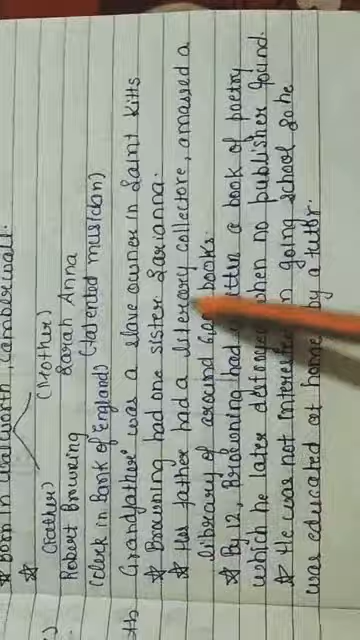 * Born in Walworth, Camberwall.
* (Father) (Mother)
Robert Browning Sarah Anna
(clerk in Bank of England) (talented musician)
Grandfather was a slave owner in Saint Kitts
* Browning had one sister Sarianna.
* His father had a literary collectore, amassed a
library of around books.
* By 12, Browning had a book of poetry
which he later destroyed when no publisher found.
* He was not interested in going school so he
was educated at home by a tutor.